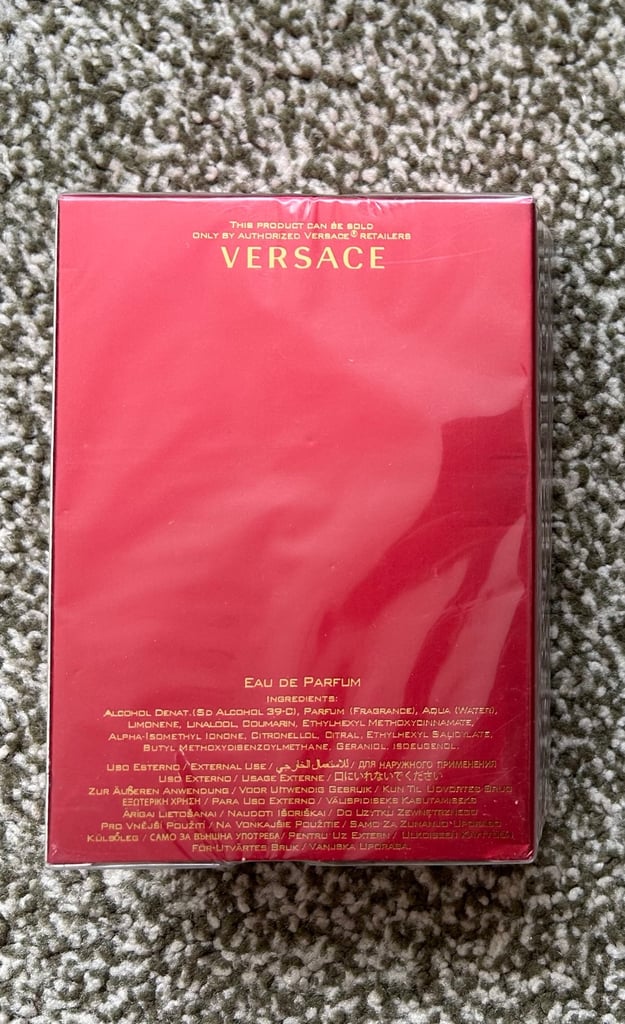 THIS PRODUCT CAN BE SOLD
ONLY BY AUTHORIZED VERSACE® RETAILERS
VERSACE
EAU DE PARFUM
INGREDIENTS:
ALCOHOL DENAT.(SD ALCOHOL 39-C), PARFUM (FRAGRANCE), AQUA (WATER),
LIMONENE, LINALOOL, COUMARIN, ETHYLHEXYL METHOXYCINNAMATE,
ALPHA-ISOMETHYL IONONE, CITRONELLOL, CITRAL, ETHYLHEXYL SALICYLATE,
BUTYL METHOXYDIBENZOYLMETHANE, GERANIOL, ISOEUGENOL.
USO ESTERNO / EXTERNAL USE / للاستعمال الخارجي / ДЛЯ НАРУЖНОГО ПРИМЕНЕНИЯ
USO EXTERNO / USAGE EXTERNE / 口にいれないでください
ZUR ÄUßEREN ANWENDUNG / VOOR UITWENDIG GEBRUIK / KUN TIL UDVORTES BRUG
ΕΞΩΤΕΡΙΚΗ ΧΡΗΣΗ / PARA USO EXTERNO / VÄLISPIDISEKS KASUTAMISEKS
ĀRĪGAI LIETOŠANAI / NAUDOTI IŠORIŠKAI / DO UŻYTKU ZEWNĘTRZNEGO
PRO VNĚJŠÍ POUŽITÍ / NA VONKAJŠIE POUŽITIE / SAMO ZA ZUNANJO UPORABO
KÜLSŐLEG / САМО ЗА ВЪНШНА УПОТРЕБА / PENTRU UZ EXTERN / ULKOISEEN KÄYTTÖÖN
FÖR UTVÄRTES BRUK / VANJSKA UPORABA.